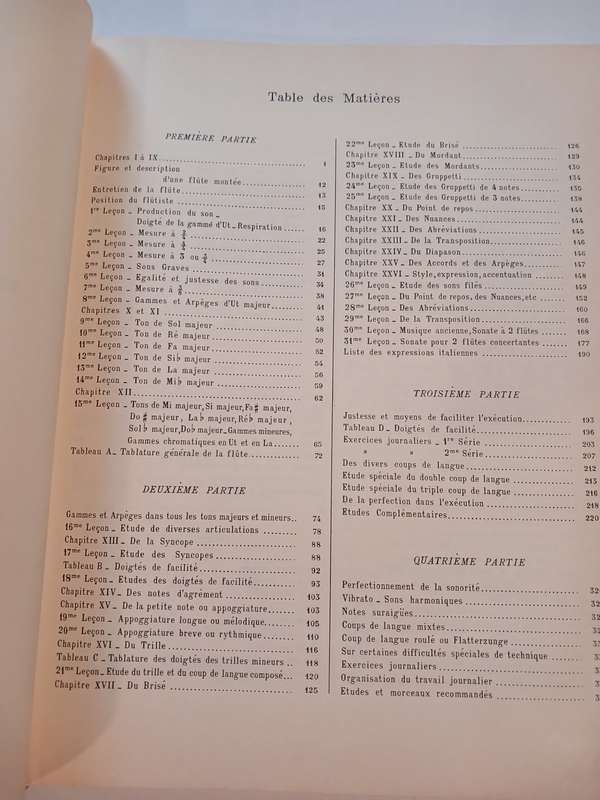 Table des Matières
PREMIÈRE PARTIE
Chapitres I à IX 1
Figure et description
d'une flûte montée 12
Entretien de la flûte 13
Position du flûtiste 15
1re Leçon _ Production du son _
Doigté de la gamme d'Ut _ Respiration 16
2me Leçon _ Mesure à 22
3me Leçon _ Mesure à 25
4me Leçon _ Mesure à 3 ou 3/4 27
5me Leçon _ Sons Graves 31
6me Leçon _ Egalité et justesse des sons 34
7me Leçon _ Mesure à 38
8me Leçon _ Gammes et Arpèges d'Ut majeur 41
Chapitres X et XI 43
9me Leçon _ Ton de Sol majeur 48
10me Leçon _ Ton de Ré majeur 50
11me Leçon _ Ton de Fa majeur 52
12me Leçon _ Ton de Si♭ majeur 54
13me Leçon _ Ton de La majeur 56
14me Leçon _ Ton de Mi♭ majeur 59
Chapitre XII 62
15me Leçon _ Tons de Mi majeur, Si majeur, Fa♯ majeur,
Do♯ majeur, La♭ majeur, Ré♭ majeur,
Sol♭ majeur, Do♭ majeur _ Gammes mineures,
Gammes chromatiques en Ut et en La 65
Tableau A _ Tablature générale de la flûte 72
DEUXIÈME PARTIE
Gammes et Arpèges dans tous les tons majeurs et mineurs 74
16me Leçon _ Etude de diverses articulations 78
Chapitre XIII _ De la Syncope 88
17me Leçon _ Etude des Syncopes 88
Tableau B _ Doigtés de facilité 92
18me Leçon _ Etudes des doigtés de facilité 93
Chapitre XIV _ Des notes d'agrément 103
Chapitre XV _ De la petite note ou appoggiature 103
19me Leçon _ Appoggiature longue ou mélodique 105
20me Leçon _ Appoggiature breve ou rythmique 110
Chapitre XVI _ Du Trille 116
Tableau C _ Tablature des doigtés des trilles mineurs 118
21me Leçon _ Etude du trille et du coup de langue composé 120
Chapitre XVII _ Du Brisé 125
22me Leçon _ Etude du Brisé 126
Chapitre XVIII _ Du Mordant 129
23me Leçon _ Etude des Mordants 130
Chapitre XIX _ Des Gruppetti 134
24me Leçon _ Etude des Gruppetti de 4 notes 135
25me Leçon _ Etude des Gruppetti de 3 notes 138
Chapitre XX _ Du Point de repos 144
Chapitre XXI _ Des Nuances 144
Chapitre XXII _ Des Abréviations 145
Chapitre XXIII _ De la Transposition 146
Chapitre XXIV _ Du Diapason 146
Chapitre XXV _ Des Accords et des Arpèges 147
Chapitre XXVI _ Style, expression, accentuation 148
26me Leçon _ Etude des sons filés 149
27me Leçon _ Du Point de repos, des Nuances, etc 152
28me Leçon _ Des Abréviations 160
29me Leçon _ De la Transposition 166
30me Leçon _ Musique ancienne, Sonate à 2 flûtes 168
31me Leçon _ Sonate pour 2 flûtes concertantes 177
Liste des expressions italiennes 190
TROISIÈME PARTIE
Justesse et moyens de faciliter l'exécution 193
Tableau D _ Doigtés de facilité 196
Exercices journaliers _ 1re Série 203
" " 2me Série 207
Des divers coups de langue 212
Etude spéciale du double coup de langue 213
Etude spéciale du triple coup de langue 216
De la perfection dans l'exécution 218
Etudes Complémentaires 220
QUATRIÈME PARTIE
Perfectionnement de la sonorité 32
Vibrato _ Sons harmoniques 32
Notes suraiguës 32
Coups de langue mixtes 32
Coup de langue roulé ou Flatterzunge 3
Sur certaines difficultés spéciales de technique 3
Exercices journaliers 3
Organisation du travail journalier 3
Etudes et morceaux recommandés 3